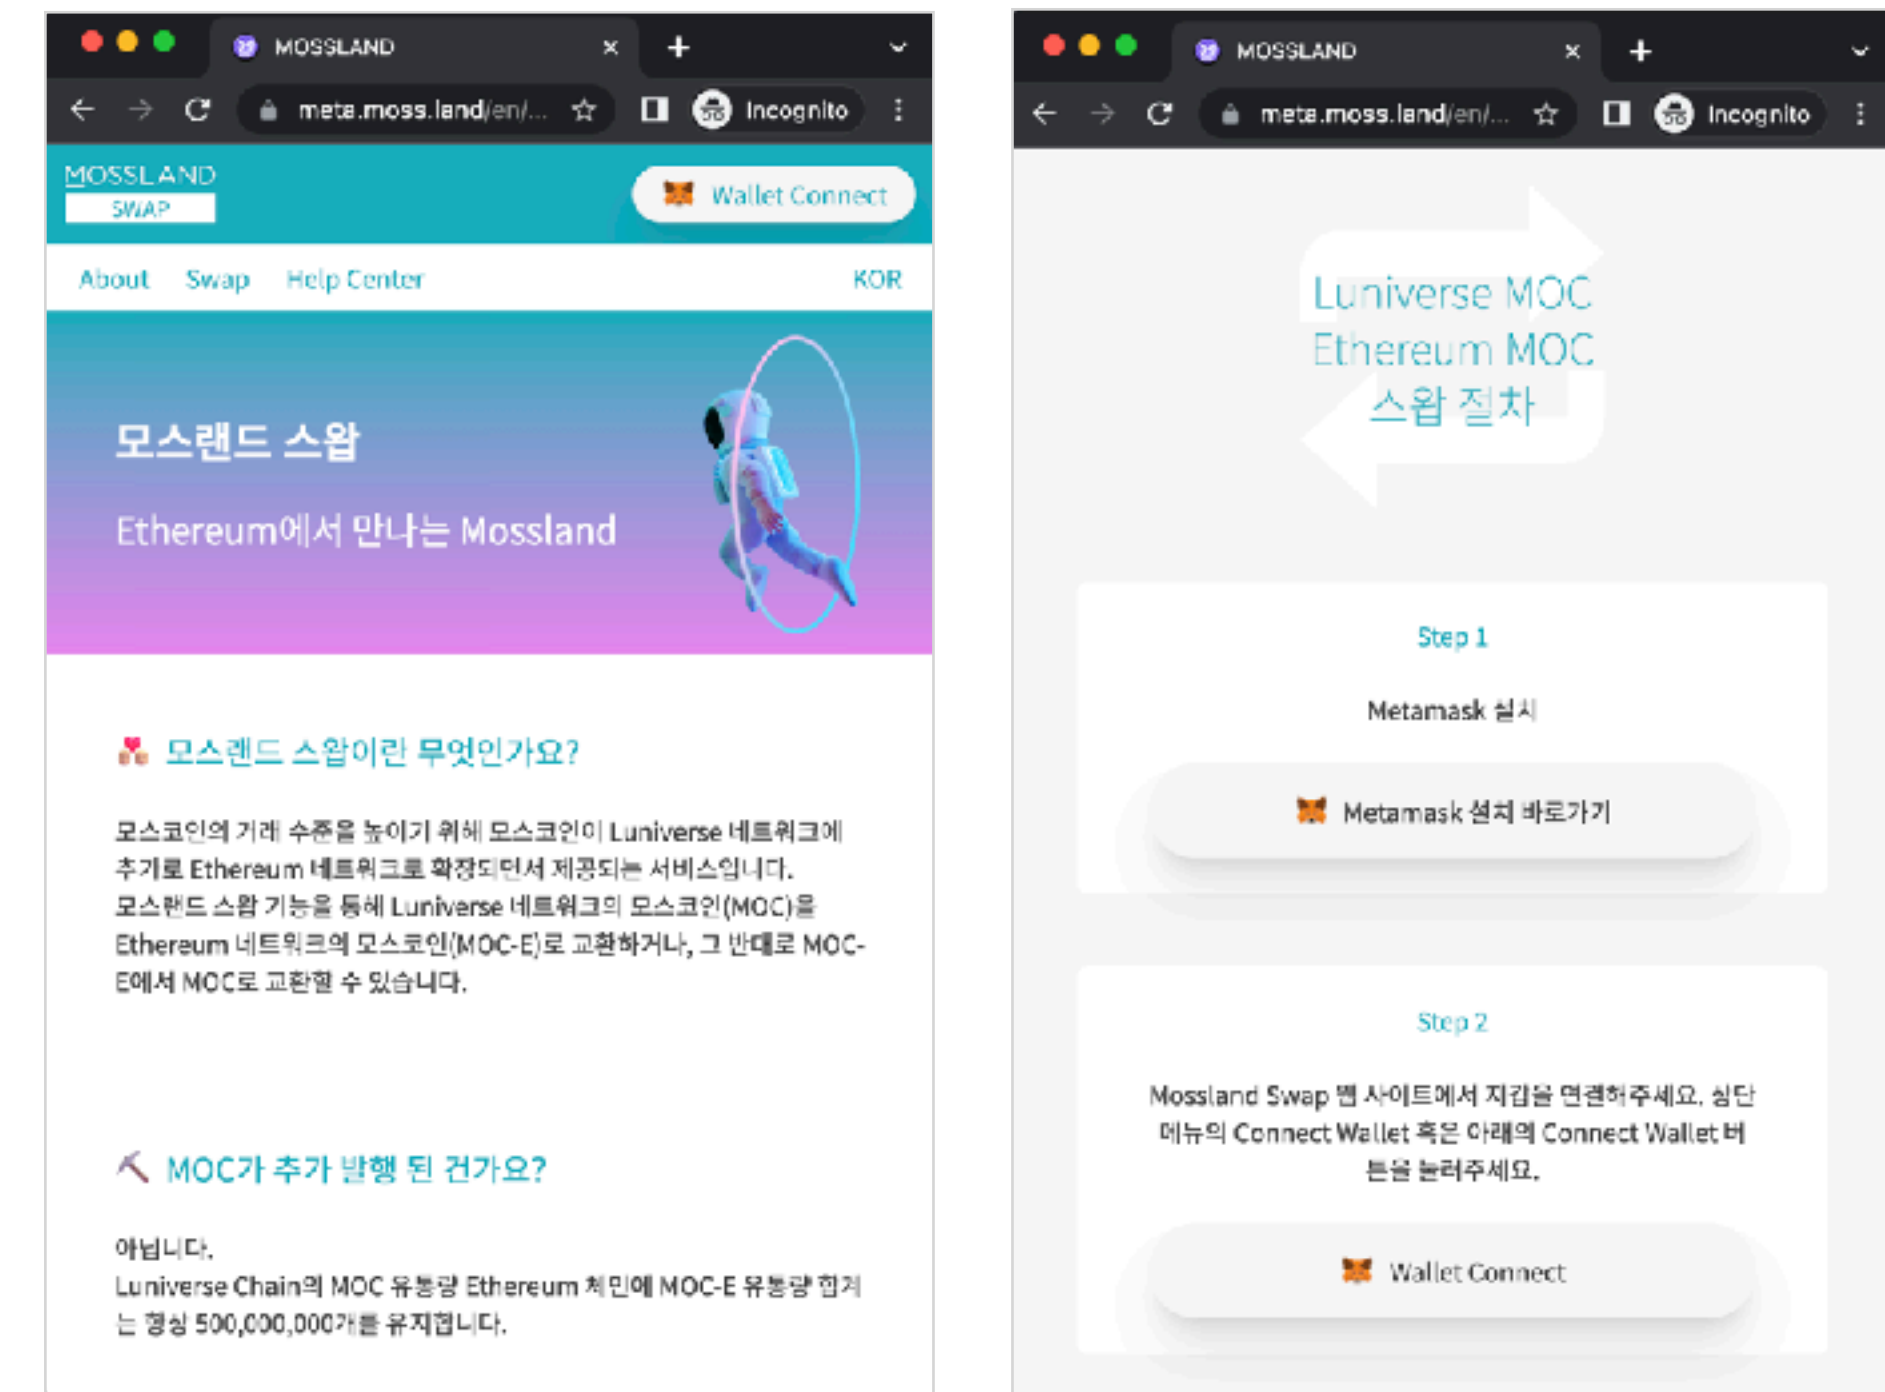 MOSSLAND
meta.moss.land/en/...
Incognito
MOSSLAND
SWAP
Wallet Connect
About
Swap
Help Center
KOR
모스랜드 스왑
Ethereum에서 만나는 Mossland
모스랜드 스왑이란 무엇인가요?
모스코인의 거래 수준을 높이기 위해 모스코인이 Luniverse 네트워크에
추가로 Ethereum 네트워크로 확장되면서 제공되는 서비스입니다.
모스랜드 스왑 기능을 통해 Luniverse 네트워크의 모스코인(MOC)을
Ethereum 네트워크의 모스코인(MOC-E)로 교환하거나, 그 반대로 MOC-
E에서 MOC로 교환할 수 있습니다.
MOC가 추가 발행 된 건가요?
아닙니다.
Luniverse Chain의 MOC 유통량 Ethereum 체인에 MOC-E 유통량 합계
는 항상 500,000,000개를 유지합니다.
MOSSLAND
meta.moss.land/en/...
Incognito
Luniverse MOC
Ethereum MOC
스왑 절차
Step 1
Metamask 설치
Metamask 설치 바로가기
Step 2
Mossland Swap 웹 사이트에서 지갑을 연결해주세요. 상단
메뉴의 Connect Wallet 혹은 아래의 Connect Wallet 버
튼을 눌러주세요.
Wallet Connect